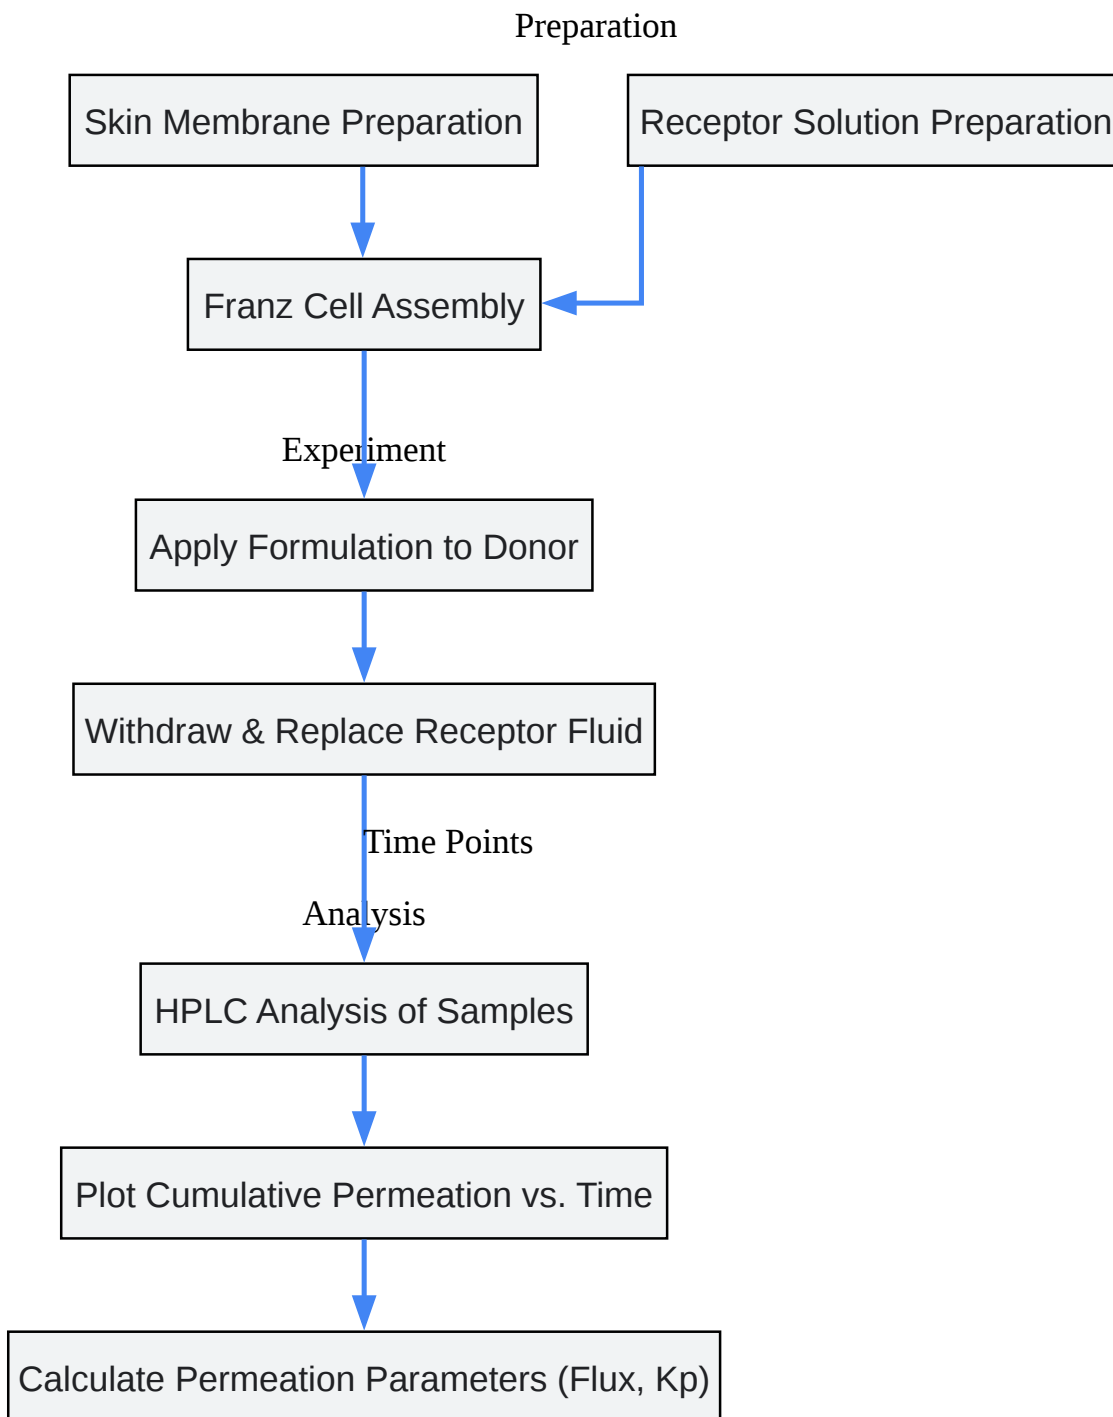 Preparation
Skin Membrane Preparation
Receptor Solution Preparation
Franz Cell Assembly
Experiment
Apply Formulation to Donor
Withdraw & Replace Receptor Fluid
Time Points
Analysis
HPLC Analysis of Samples
Plot Cumulative Permeation vs. Time
Calculate Permeation Parameters (Flux, Kp)